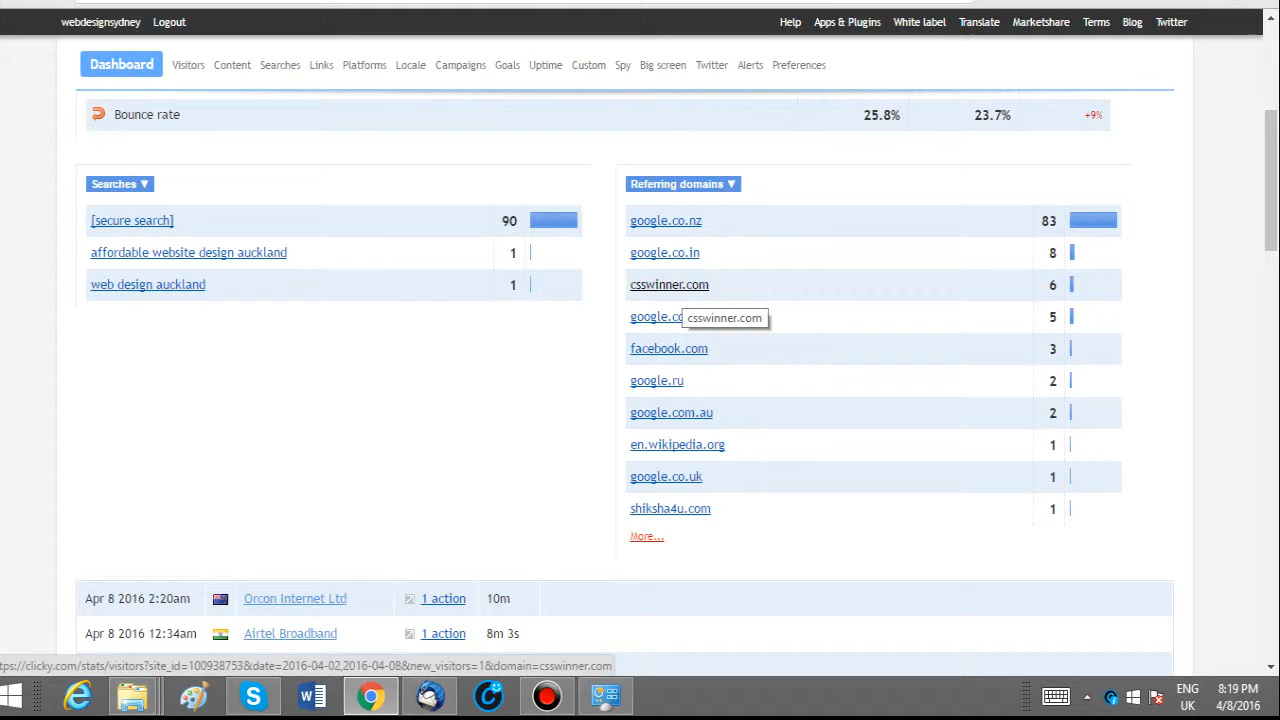 webdesignsydney Logout Help Apps & Plugins White label Translate Marketshare Terms Blog Twitter
Dashboard Visitors Content Searches Links Platforms Locale Campaigns Goals Uptime Custom Spy Big screen Twitter Alerts Preferences
Bounce rate 25.8% 23.7% +9%
Searches ▼
[secure search] 90
affordable website design auckland 1
web design auckland 1
Referring domains ▼
google.co.nz 83
google.co.in 8
csswinner.com 6
google.co 5
csswinner.com
facebook.com 3
google.ru 2
google.com.au 2
en.wikipedia.org 1
google.co.uk 1
shiksha4u.com 1
More...
Apr 8 2016 2:20am Orcon Internet Ltd 1 action 10m
Apr 8 2016 12:34am Airtel Broadband 1 action 8m 3s
tps://clicky.com/stats/visitors?site_id=100938753&date=2016-04-02,2016-04-08&new_visitors=1&domain=csswinner.com
ENG 8:19 PM
UK 4/8/2016